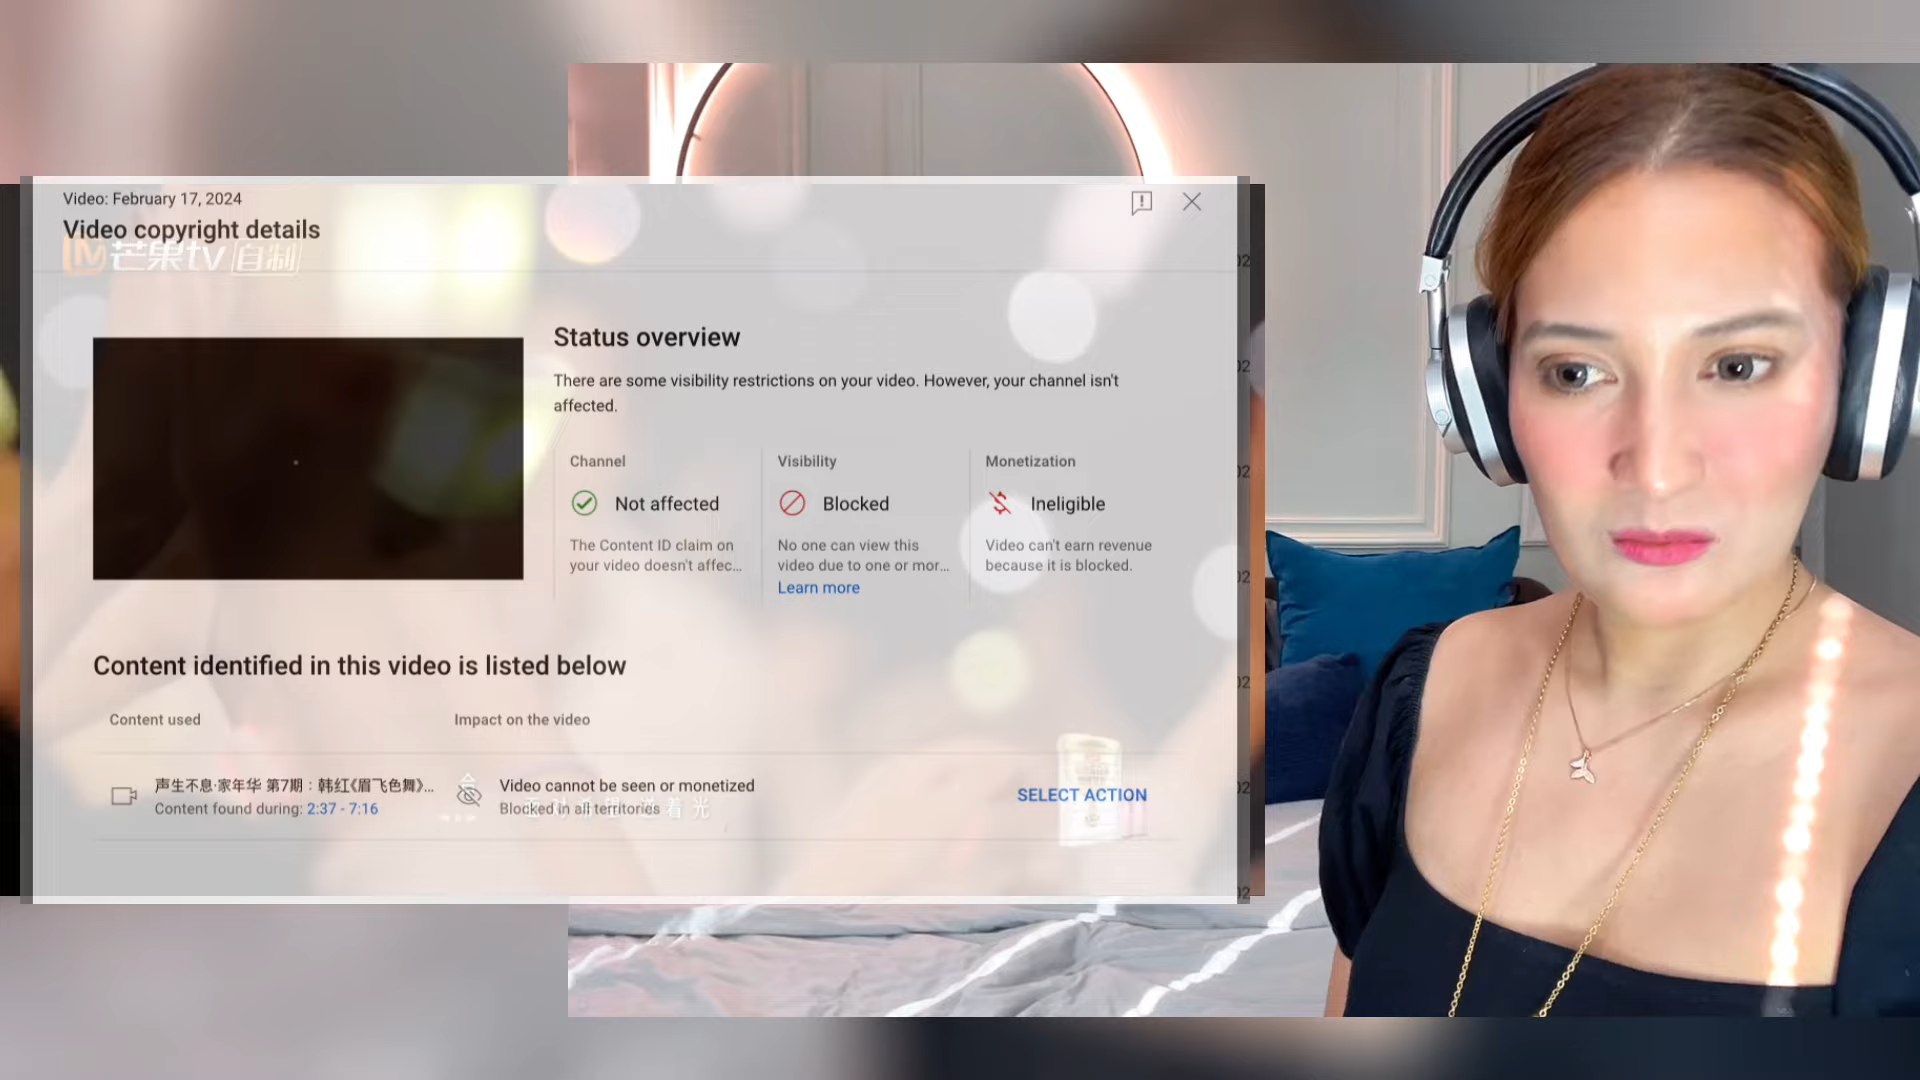 Video: February 17, 2024
Video copyright details
芒果tv 自制
Status overview
There are some visibility restrictions on your video. However, your channel isn't
affected.
Channel
Visibility
Monetization
Not affected
Blocked
Ineligible
The Content ID claim on
your video doesn't affec...
No one can view this
video due to one or mor...
Learn more
Video can't earn revenue
because it is blocked.
Content identified in this video is listed below
Content used
Impact on the video
声生不息·家年华 第7期：韩红《眉飞色舞》...
Content found during: 2:37 - 7:16
Video cannot be seen or monetized
Blocked in all territories
SELECT ACTION
着光